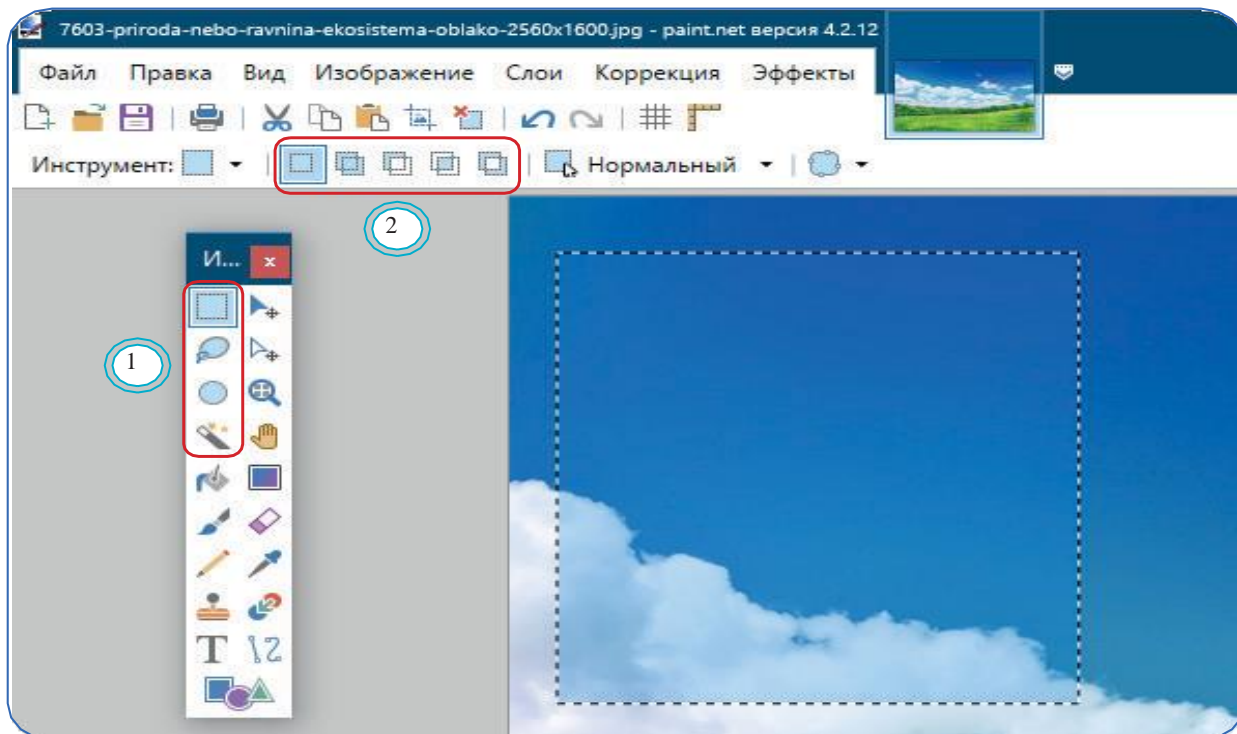 7603-priroda-nebo-ravnina-ekosistema-oblako-2560x1600.jpg - paint.net версия 4.2.12
Файл Правка Вид Изображение Слои Коррекция Эффекты
Инструмент: Нормальный
2
И... x
1
T